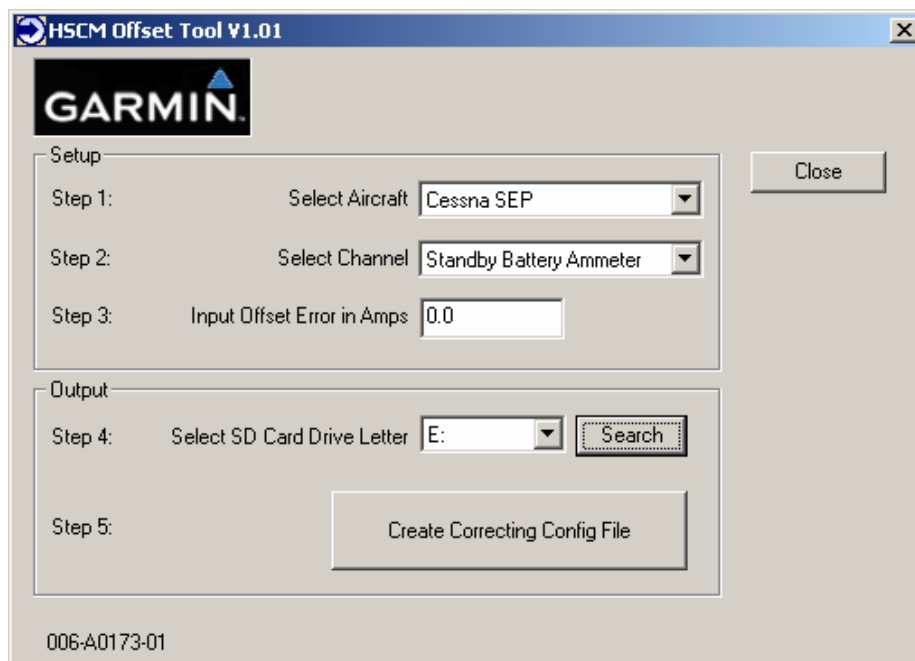 HSCM Offset Tool V1.01
GARMIN™
Setup
Close
Step 1: Select Aircraft Cessna SEP
Step 2: Select Channel Standby Battery Ammeter
Step 3: Input Offset Error in Amps 0.0
Output
Step 4: Select SD Card Drive Letter E: Search
Step 5: Create Correcting Config File
006-A0173-01